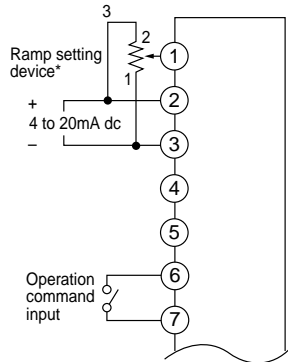 3
2
Ramp setting
device*
1
1
+
2
4 to 20mA dc
–
3
4
5
Operation
command
input
6
7